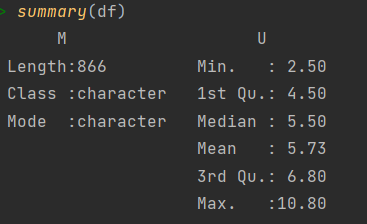 > summary(df)
M U
Length:866 Min. : 2.50
Class :character 1st Qu.: 4.50
Mode :character Median : 5.50
Mean : 5.73
3rd Qu.: 6.80
Max. :10.80